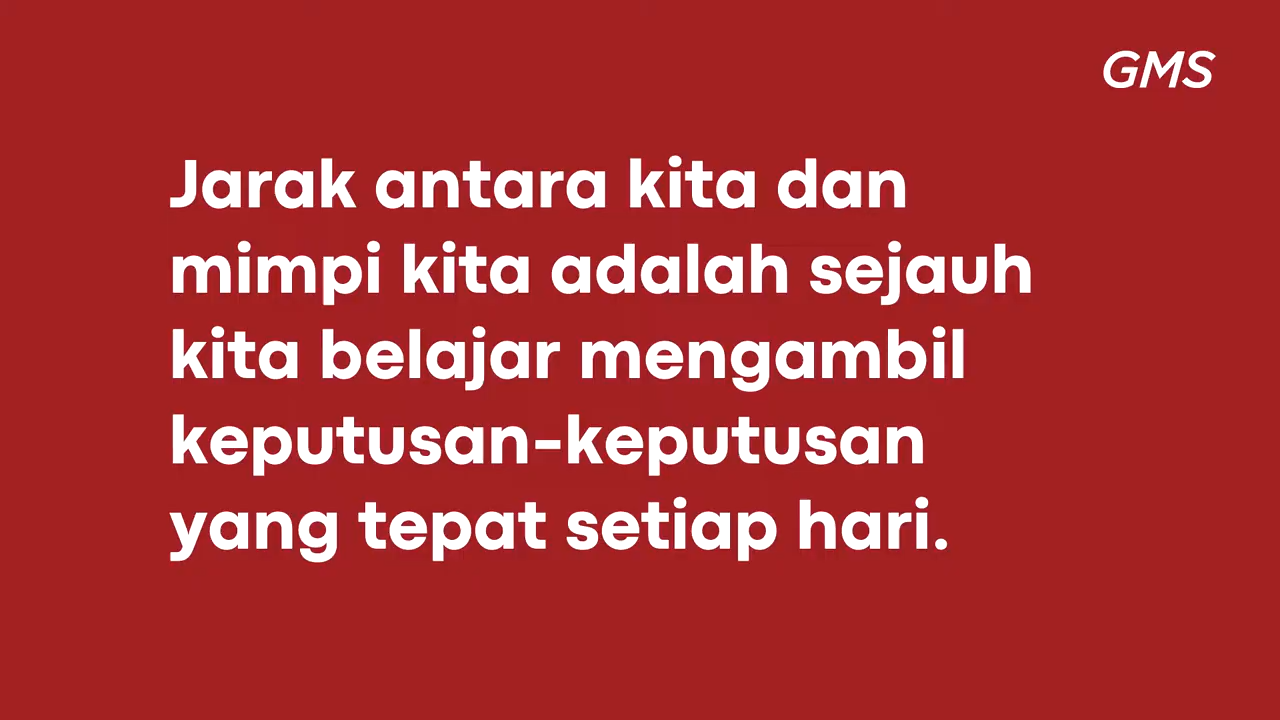 GMS
Jarak antara kita dan
mimpi kita adalah sejauh
kita belajar mengambil
keputusan-keputusan
yang tepat setiap hari.